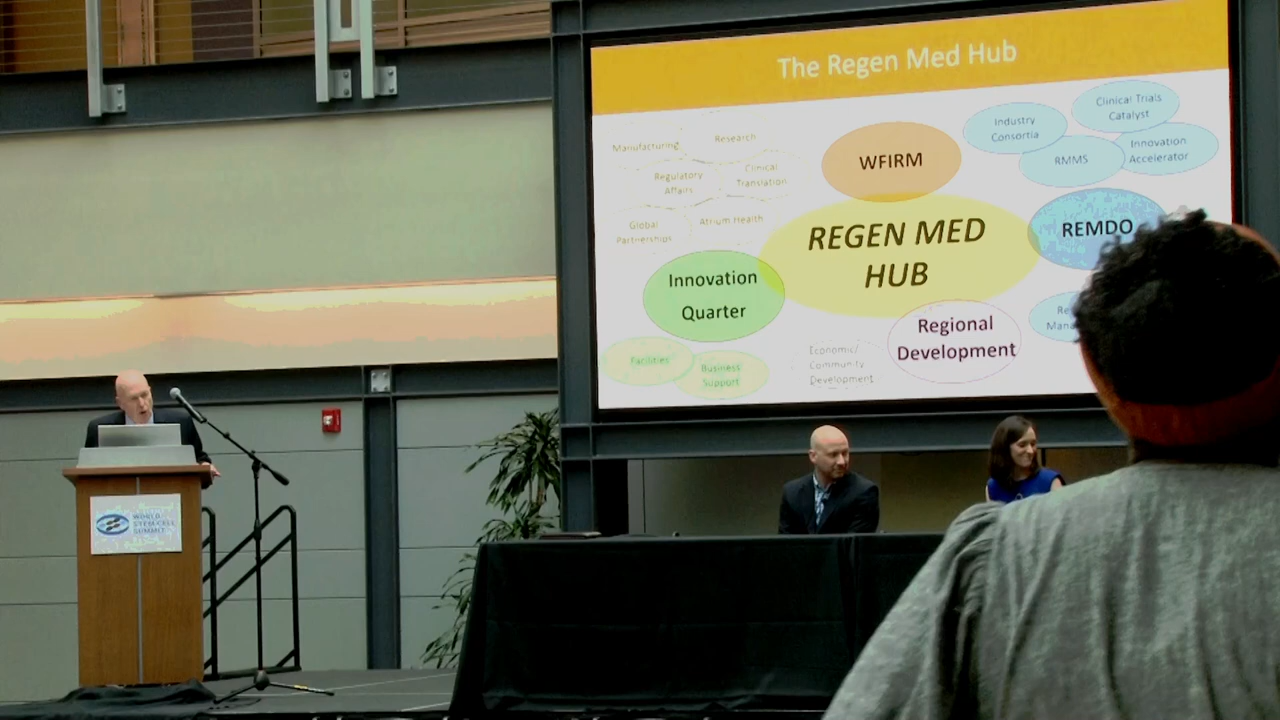 The Regen Med Hub
Manufacturing
Research
Regulatory
Affairs
Clinical
Translation
Global
Partnerships
Atrium Health
WFIRM
Industry
Consortia
Clinical Trials
Catalyst
RMMS
Innovation
Accelerator
REGEN MED
HUB
REMDO
Innovation
Quarter
Regional
Development
Facilities
Business
Support
Economic/
Community
Development
WORLD
STEM CELL
SUMMIT